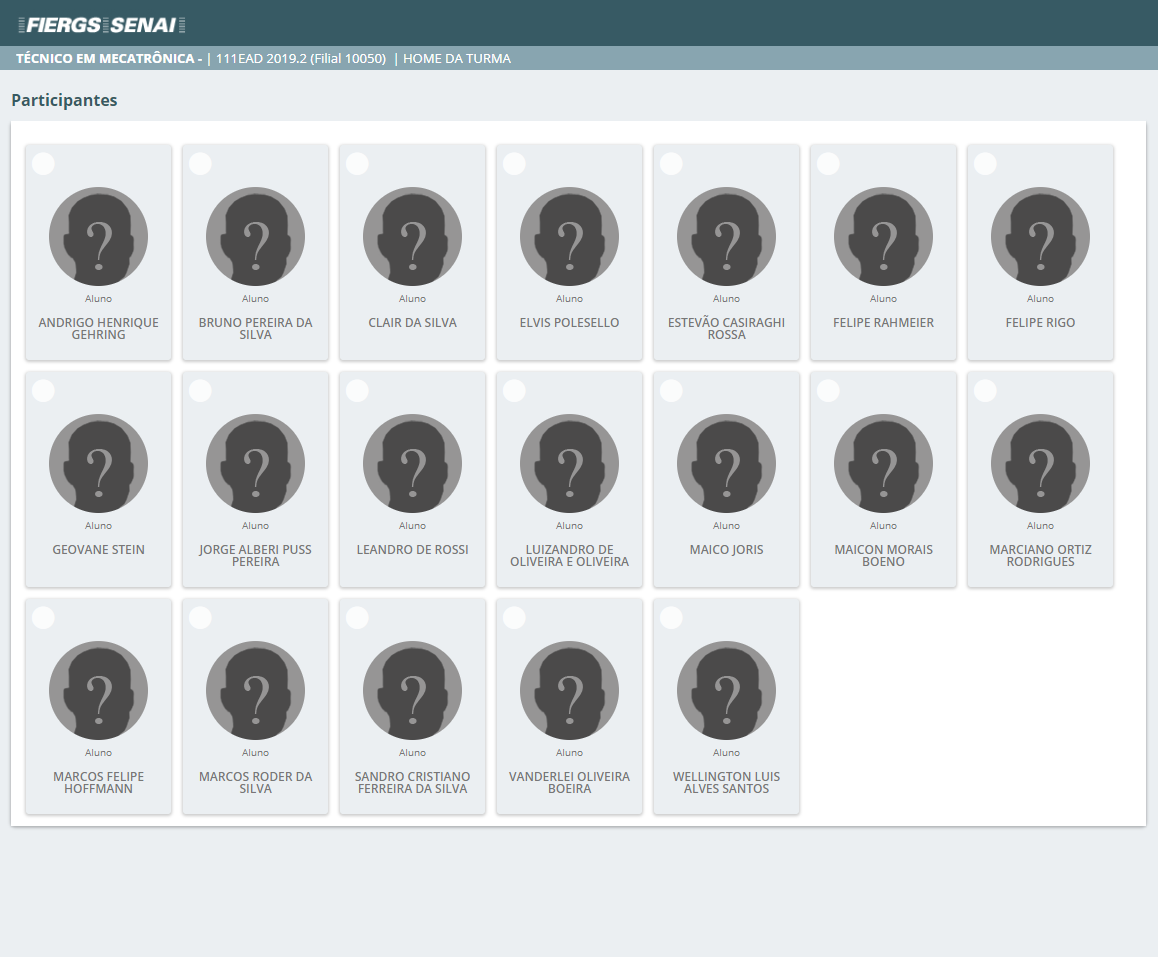 FIERGS SENAI
TÉCNICO EM MECATRÔNICA - | 111EAD 2019.2 (Filial 10050) | HOME DA TURMA
Participantes
?
?
?
?
?
?
?
Aluno
Aluno
Aluno
Aluno
Aluno
Aluno
Aluno
ANDRIGO HENRIQUE
GEHRING
BRUNO PEREIRA DA
SILVA
CLAIR DA SILVA
ELVIS POLESELLO
ESTEVÃO CASIRAGHI
ROSSA
FELIPE RAHMEIER
FELIPE RIGO
?
?
?
?
?
?
?
Aluno
Aluno
Aluno
Aluno
Aluno
Aluno
Aluno
GEOVANE STEIN
JORGE ALBERI PUSS
PEREIRA
LEANDRO DE ROSSI
LUIZANDRO DE
OLIVEIRA E OLIVEIRA
MAICO JORIS
MAICON MORAIS
BOENO
MARCIANO ORTIZ
RODRIGUES
?
?
?
?
?
Aluno
Aluno
Aluno
Aluno
Aluno
MARCOS FELIPE
HOFFMANN
MARCOS RODER DA
SILVA
SANDRO CRISTIANO
FERREIRA DA SILVA
VANDERLEI OLIVEIRA
BOEIRA
WELLINGTON LUIS
ALVES SANTOS